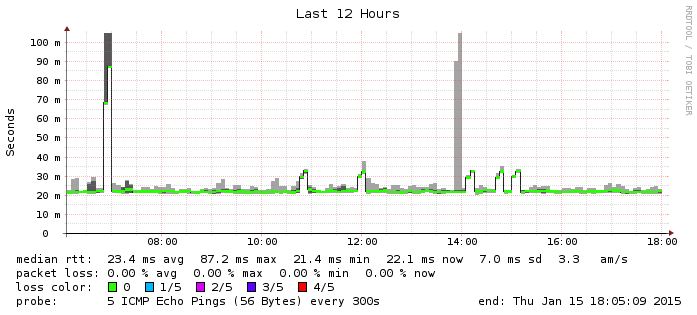 Last 12 Hours
RRDTOOL / TOBI OETIKER
Seconds
100 m
90 m
80 m
70 m
60 m
50 m
40 m
30 m
20 m
10 m
0
08:00 10:00 12:00 14:00 16:00 18:00
median rtt: 23.4 ms avg 87.2 ms max 21.4 ms min 22.1 ms now 7.0 ms sd 3.3 am/s
packet loss: 0.00 % avg 0.00 % max 0.00 % min 0.00 % now
loss color: 0 1/5 2/5 3/5 4/5
probe: 5 ICMP Echo Pings (56 Bytes) every 300s end: Thu Jan 15 18:05:09 2015